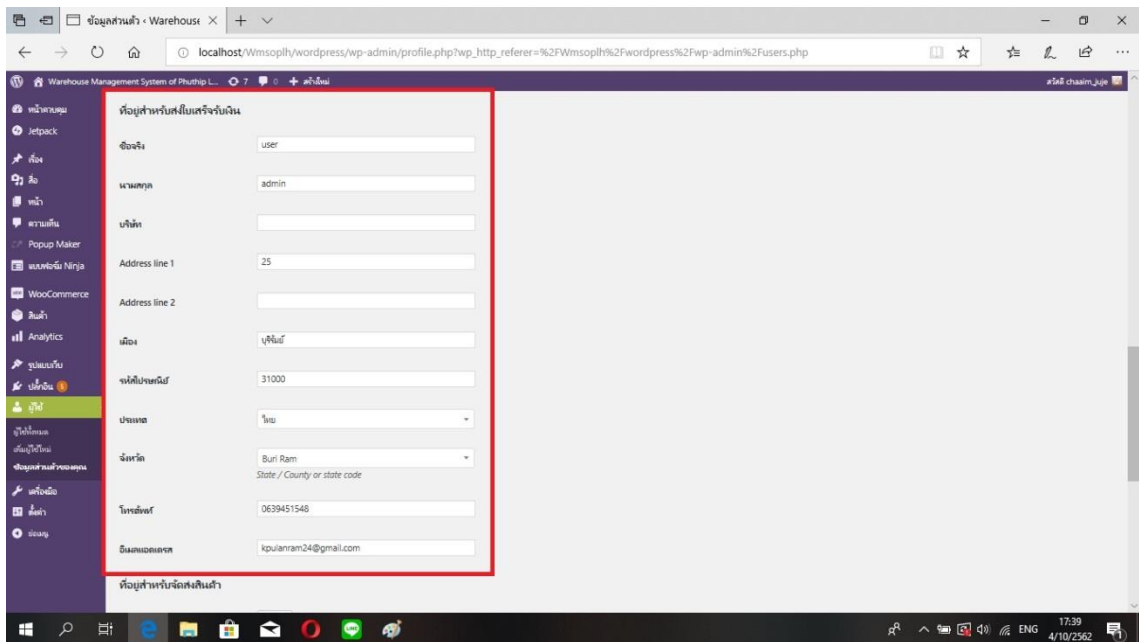 ข้อมูลส่วนตัว ‹ Warehouse
localhost/Wmsoplh/wordpress/wp-admin/profile.php?wp_http_referer=%2FWmsoplh%2Fwordpress%2Fwp-admin%2Fusers.php
Warehouse Management System of Phuthip L... 7 0 + สร้างใหม่
สวัสดี chaaim_juje
หน้าควบคุม
Jetpack
เรื่อง
สื่อ
หน้า
ความเห็น
Popup Maker
แบบฟอร์ม Ninja
WooCommerce
สินค้า
Analytics
รูปแบบเว็บ
ปลั๊กอิน 5
ผู้ใช้
ผู้ใช้ทั้งหมด
เพิ่มผู้ใช้ใหม่
ข้อมูลส่วนตัวของคุณ
เครื่องมือ
ตั้งค่า
ย่อเมนู
ที่อยู่สำหรับส่งใบเสร็จรับเงิน
ชื่อจริง user
นามสกุล admin
บริษัท
Address line 1 25
Address line 2
เมือง บุรีรัมย์
รหัสไปรษณีย์ 31000
ประเทศ ไทย
จังหวัด Buri Ram
State / County or state code
โทรศัพท์ 0639451548
อีเมลแอดเดรส kpuianram24@gmail.com
ที่อยู่สำหรับจัดส่งสินค้า
ENG
17:39
4/10/2562